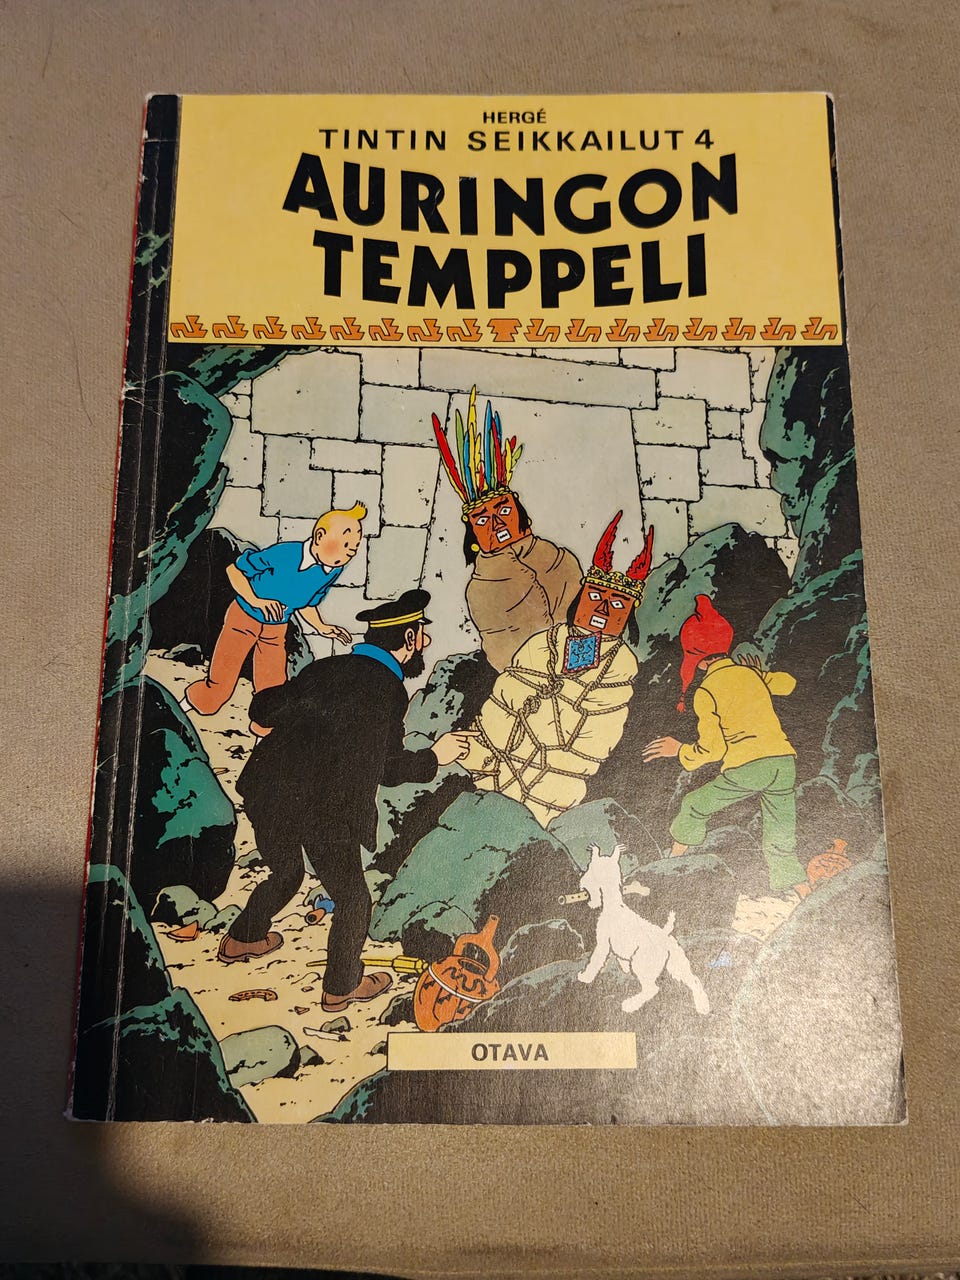 HERGÉ
TINTIN SEIKKAILUT 4
AURINGON
TEMPPELI
OTAVA